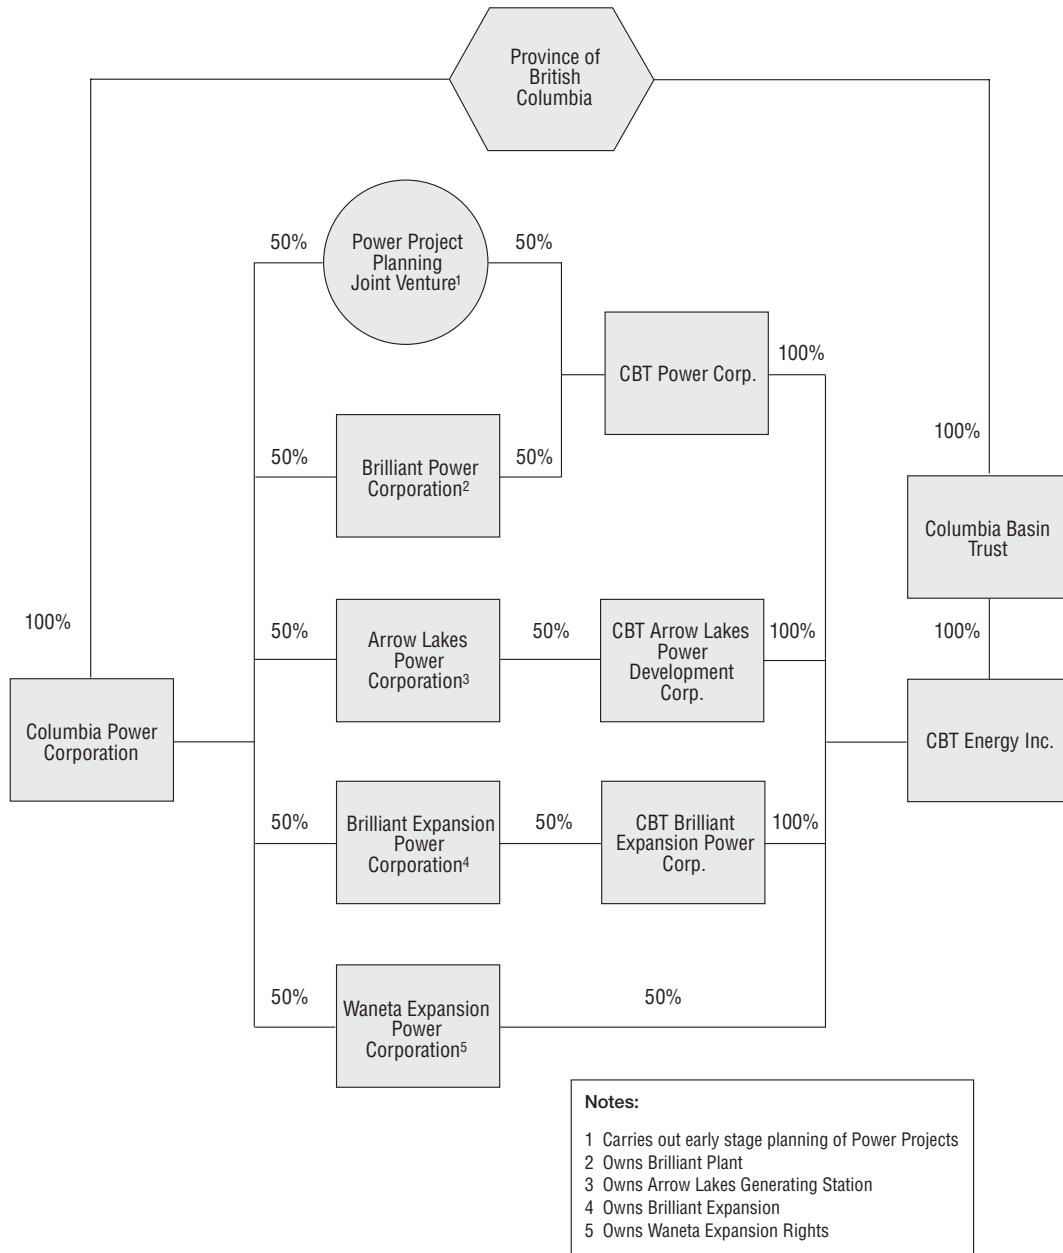 Province of
British
Columbia
50%
Power Project
Planning
Joint Venture¹
50%
CBT Power Corp.
100%
50%
Brilliant Power
Corporation²
50%
100%
Columbia Basin
Trust
100%
50%
Arrow Lakes
Power
Corporation³
50%
CBT Arrow Lakes
Power
Development
Corp.
100%
100%
Columbia Power
Corporation
CBT Energy Inc.
50%
Brilliant Expansion
Power
Corporation⁴
50%
CBT Brilliant
Expansion Power
Corp.
100%
50%
Waneta Expansion
Power
Corporation⁵
50%
Notes:
1 Carries out early stage planning of Power Projects
2 Owns Brilliant Plant
3 Owns Arrow Lakes Generating Station
4 Owns Brilliant Expansion
5 Owns Waneta Expansion Rights